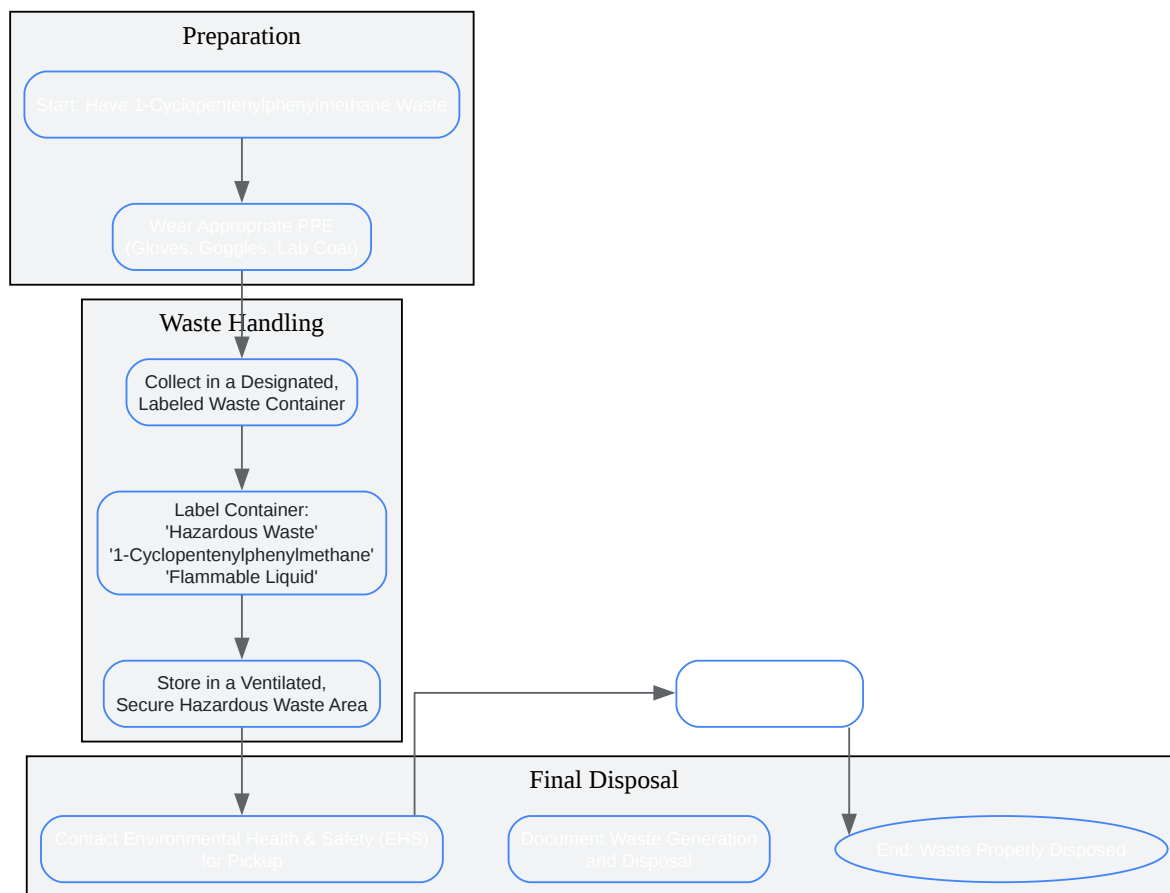 Preparation
Start: Have 1-Cyclopentenylphenylmethane Waste
Wear Appropriate PPE
(Gloves, Goggles, Lab Coat)
Waste Handling
Collect in a Designated,
Labeled Waste Container
Label Container:
'Hazardous Waste'
'1-Cyclopentenylphenylmethane'
'Flammable Liquid'
Store in a Ventilated,
Secure Hazardous Waste Area
Final Disposal
Contact Environmental Health & Safety (EHS)
for Pickup
Document Waste Generation
and Disposal
End: Waste Properly Disposed